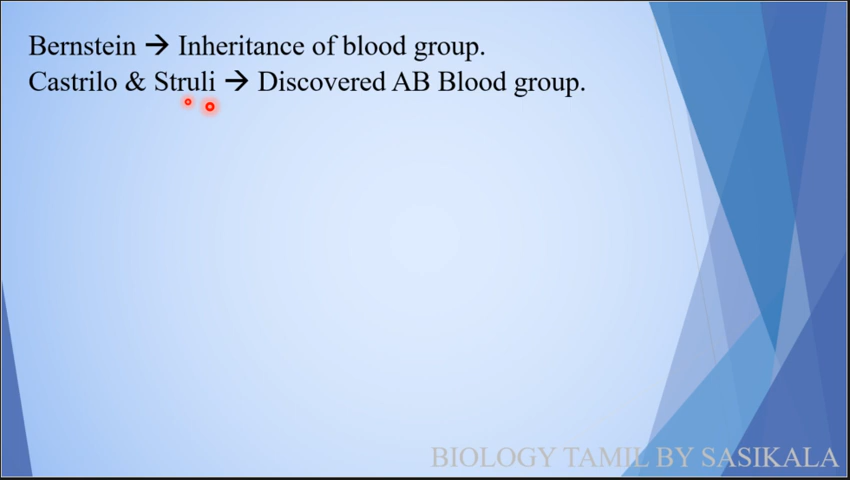 Bernstein → Inheritance of blood group.
Castrilo & Struli → Discovered AB Blood group.
BIOLOGY TAMIL BY SASIKALA